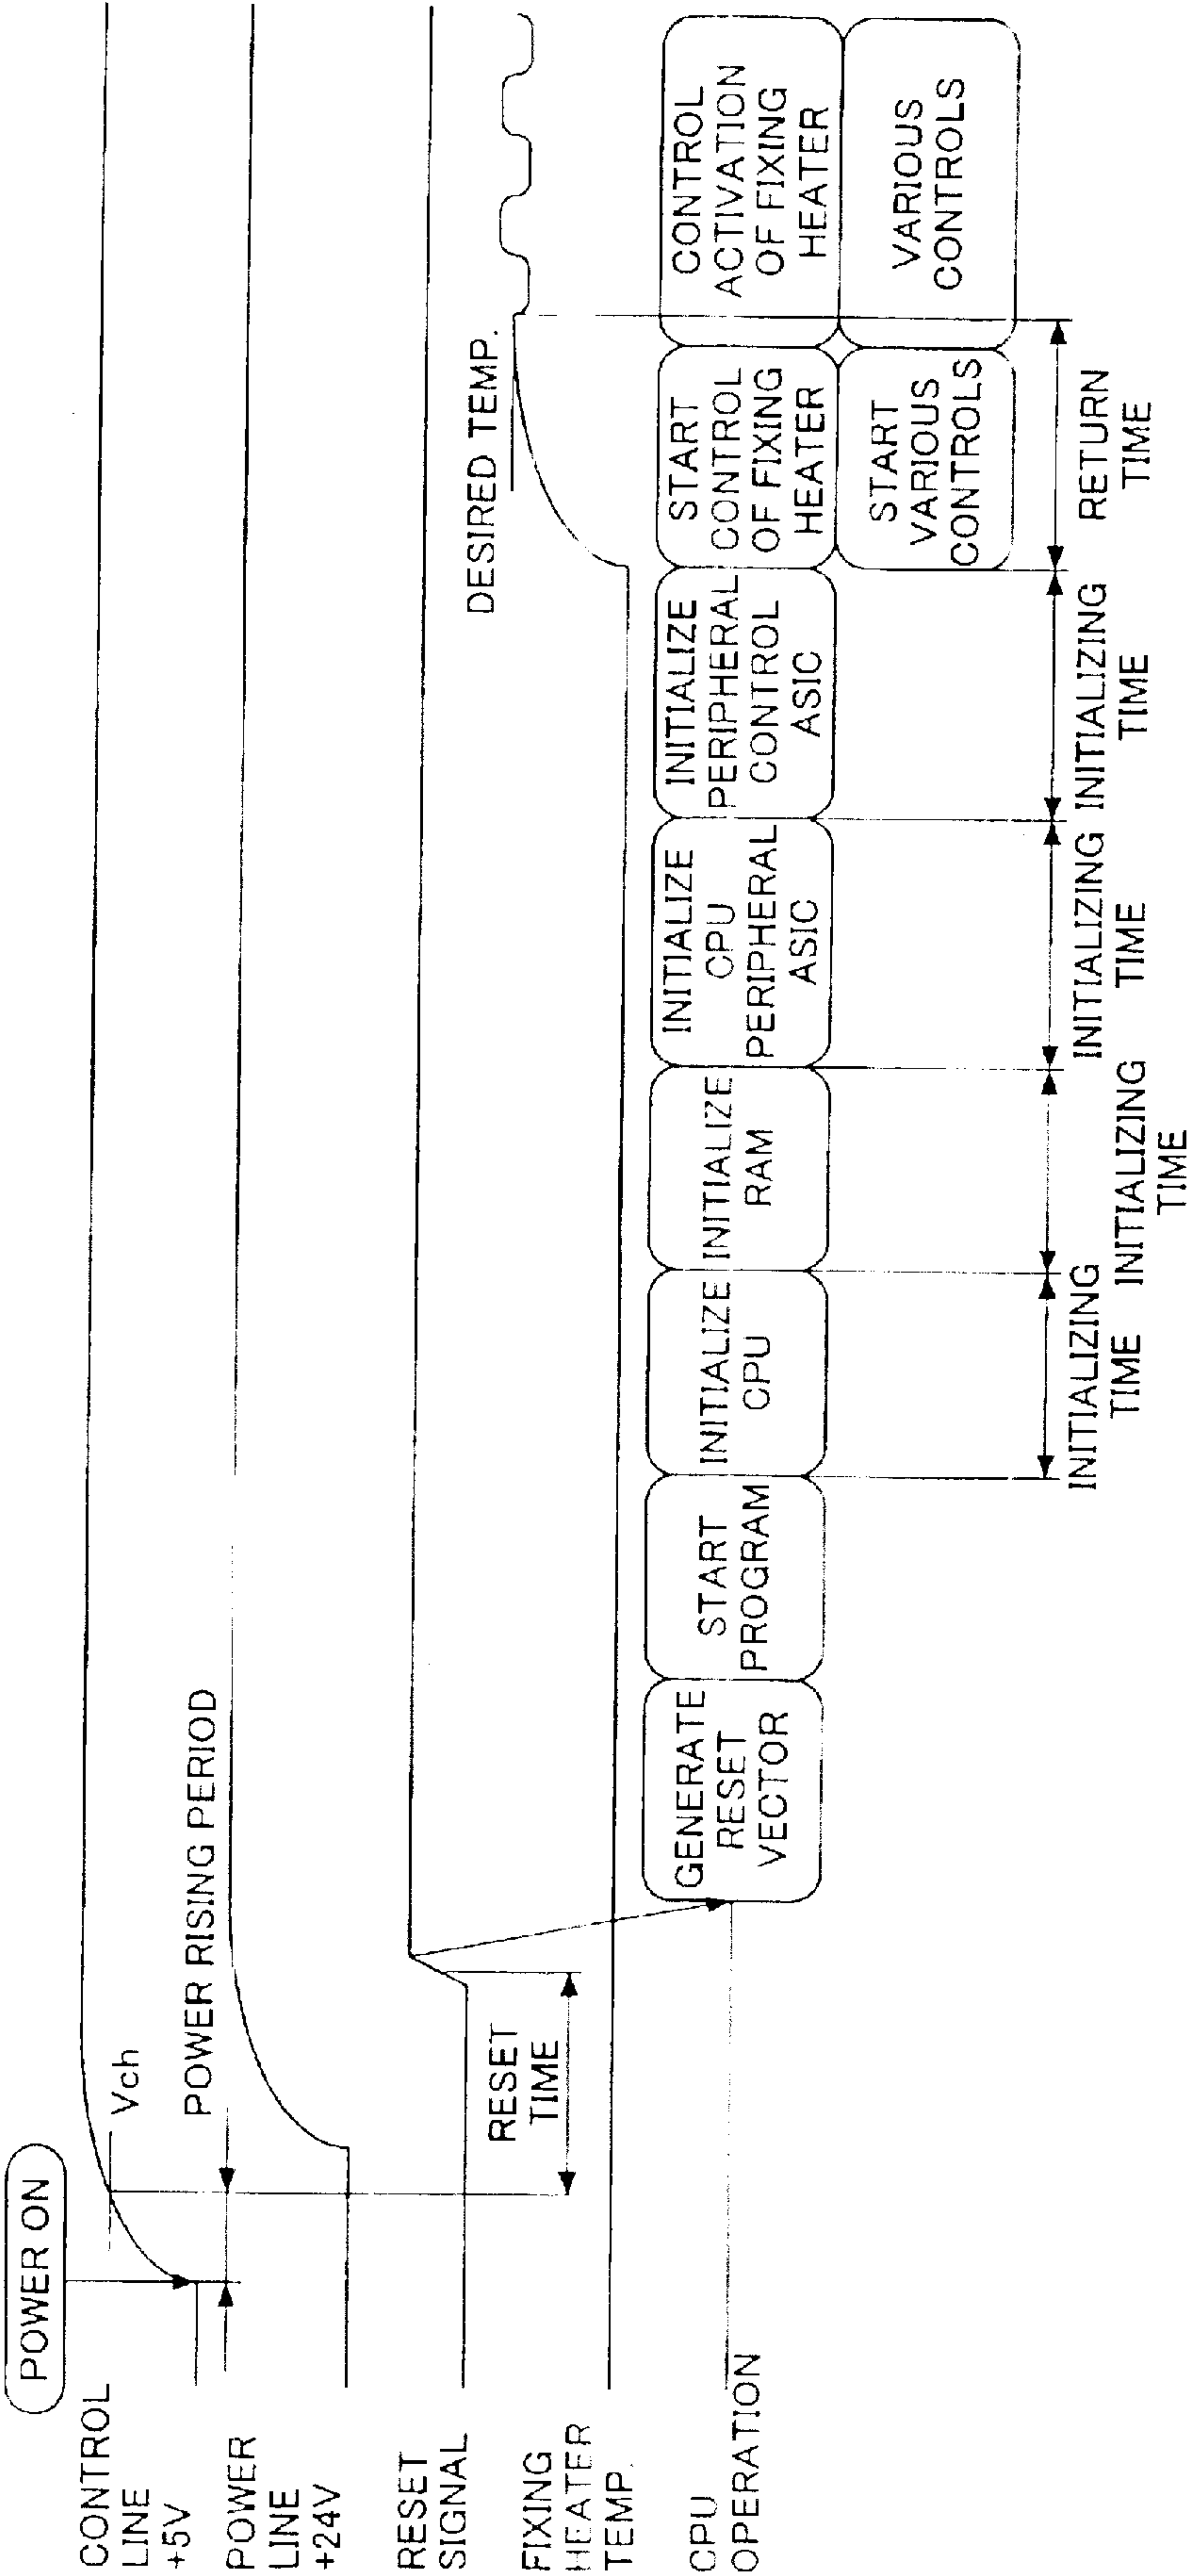 POWER ON
CONTROL
LINE
+5V
Vch
POWER RISING PERIOD
POWER
LINE
+24V
RESET
SIGNAL
RESET
TIME
DESIRED TEMP.
FIXING
HEATER
TEMP.
CPU
OPERATION
GENERATE
RESET
VECTOR
START
PROGRAM
INITIALIZE
CPU
INITIALIZE
RAM
INITIALIZE
CPU
PERIPHERAL
ASIC
INITIALIZE
PERIPHERAL
CONTROL
ASIC
START
CONTROL
OF FIXING
HEATER
CONTROL
ACTIVATION
OF FIXING
HEATER
START
VARIOUS
CONTROLS
VARIOUS
CONTROLS
INITIALIZING
TIME
INITIALIZING
TIME
INITIALIZING
TIME
INITIALIZING
TIME
RETURN
TIME